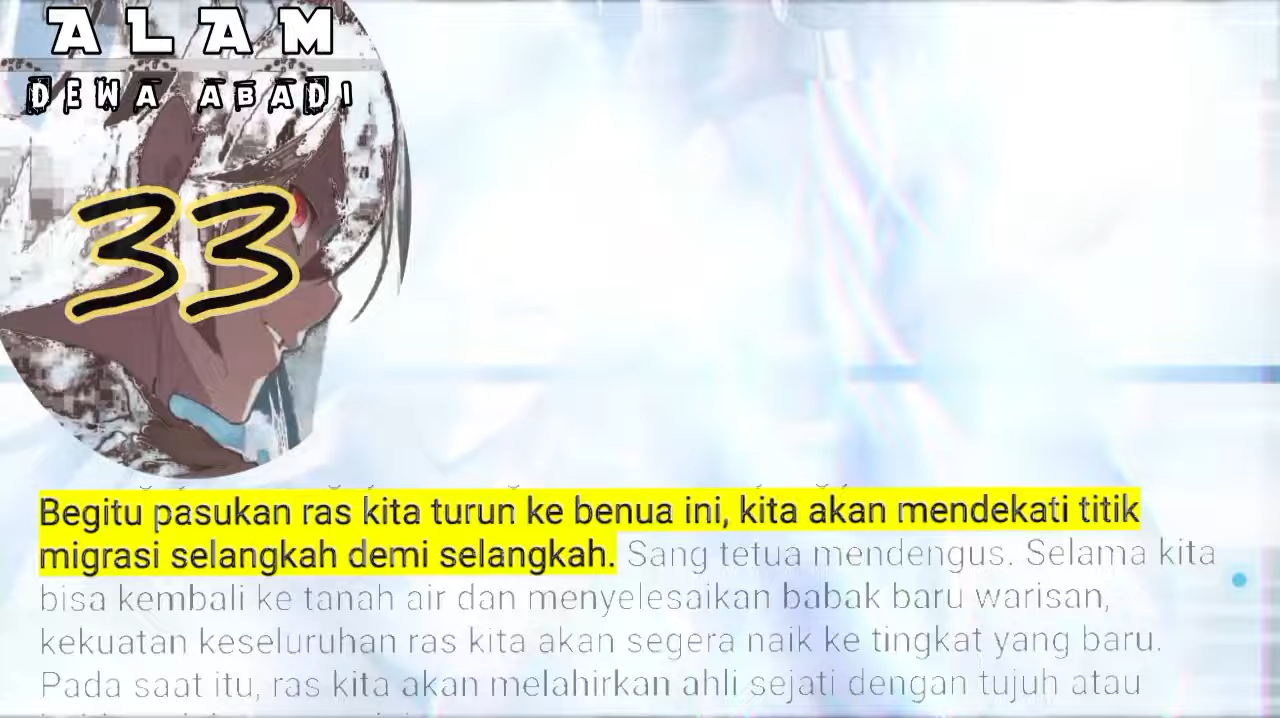 ALAM
DEWA ABADI
33
Begitu pasukan ras kita turun ke benua ini, kita akan mendekati titik
migrasi selangkah demi selangkah. Sang tetua mendengus. Selama kita
bisa kembali ke tanah air dan menyelesaikan babak baru warisan,
kekuatan keseluruhan ras kita akan segera naik ke tingkat yang baru.
Pada saat itu, ras kita akan melahirkan ahli sejati dengan tujuh atau